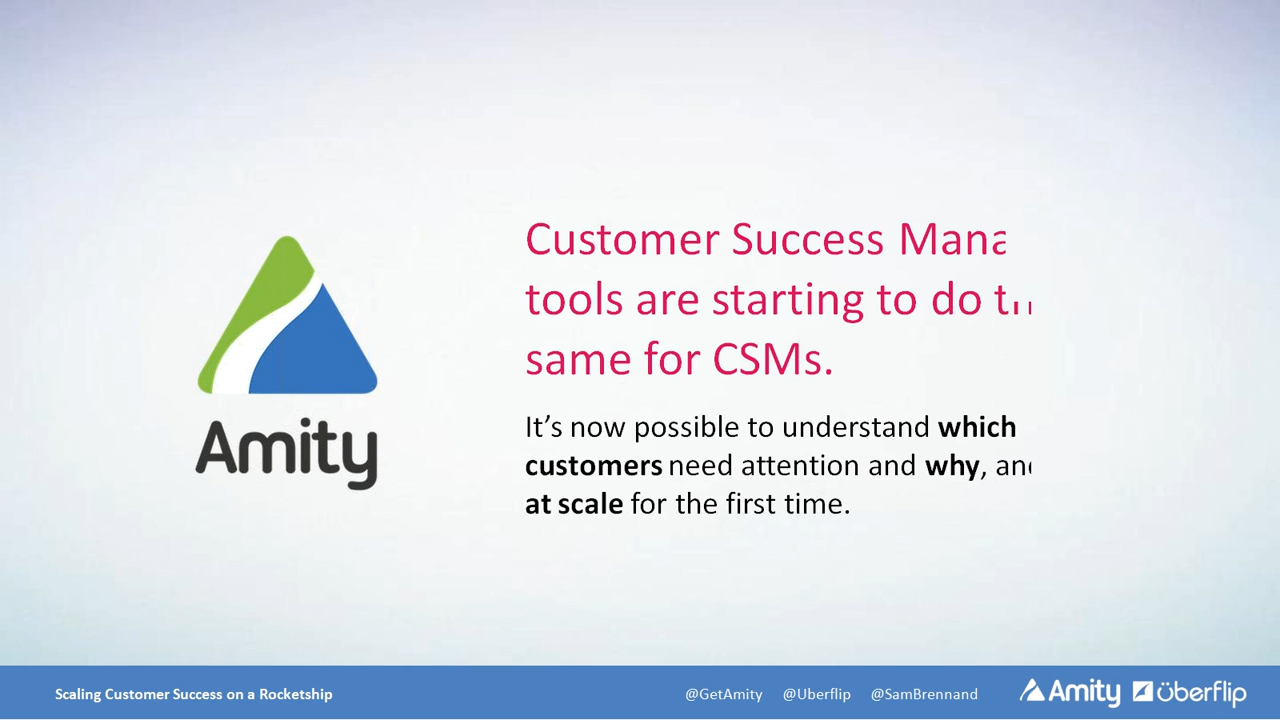 Customer Success Mana
tools are starting to do
same for CSMs.
It's now possible to understand which
customers need attention and why, and
at scale for the first time.
Amity
Scaling Customer Success on a Rocketship
@GetAmity @Uberflip @SamBrennand
Amity überflip